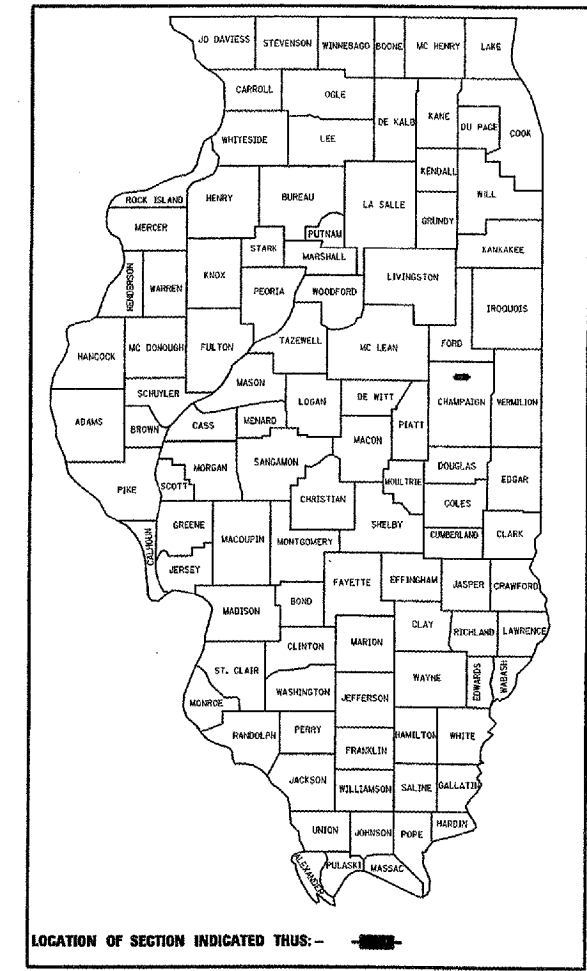 JO DAVIESS STEVENSON WINNEBAGO BOONE MC HENRY LAKE
CARROLL OGLE DE KALB KANE DU PAGE COOK
WHITESIDE LEE
KENDALL WILL
ROCK ISLAND HENRY BUREAU LA SALLE GRUNDY
MERCER PUTNAM
STARK MARSHALL KANKAKEE
HENDERSON WARREN KNOX PEORIA WOODFORD LIVINGSTON IROQUOIS
HANCOCK MC DONOUGH FULTON TAZEWELL MC LEAN FORD
MASON
SCHUYLER LOGAN DE WITT CHAMPAIGN VERMILION
ADAMS BROWN CASS MENARD MACON PIATT
MORGAN SANGAMON DOUGLAS EDGAR
PIKE SCOTT CHRISTIAN MOULTRIE COLES
GREENE MACOUPIN MONTGOMERY SHELBY CUMBERLAND CLARK
CALHOUN JERSEY
FAYETTE EFFINGHAM JASPER CRAWFORD
MADISON BOND CLAY RICHLAND LAWRENCE
CLINTON MARION
ST. CLAIR WAYNE EDWARDS WABASH
WASHINGTON JEFFERSON
MONROE
RANDOLPH PERRY HAMILTON WHITE
FRANKLIN
JACKSON WILLIAMSON SALINE GALLATIN
UNION JOHNSON POPE HARDIN
ALEXANDER PULASKI MASSAC
LOCATION OF SECTION INDICATED THUS:-